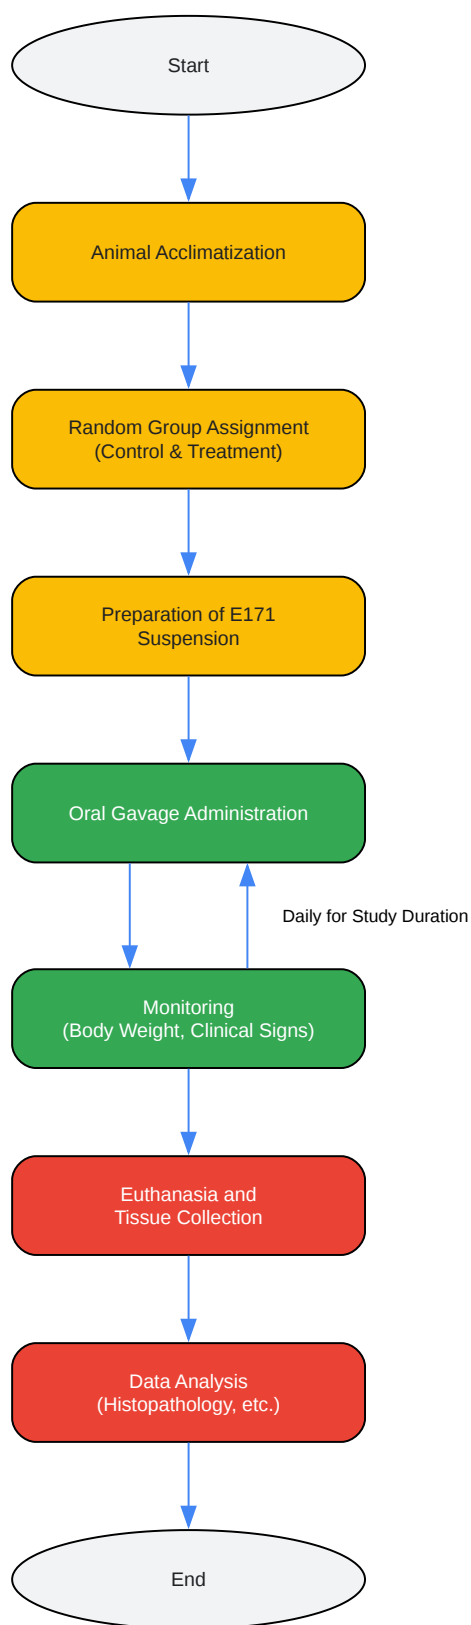 Start
Animal Acclimatization
Random Group Assignment
(Control & Treatment)
Preparation of E171
Suspension
Oral Gavage Administration
Daily for Study Duration
Monitoring
(Body Weight, Clinical Signs)
Euthanasia and
Tissue Collection
Data Analysis
(Histopathology, etc.)
End